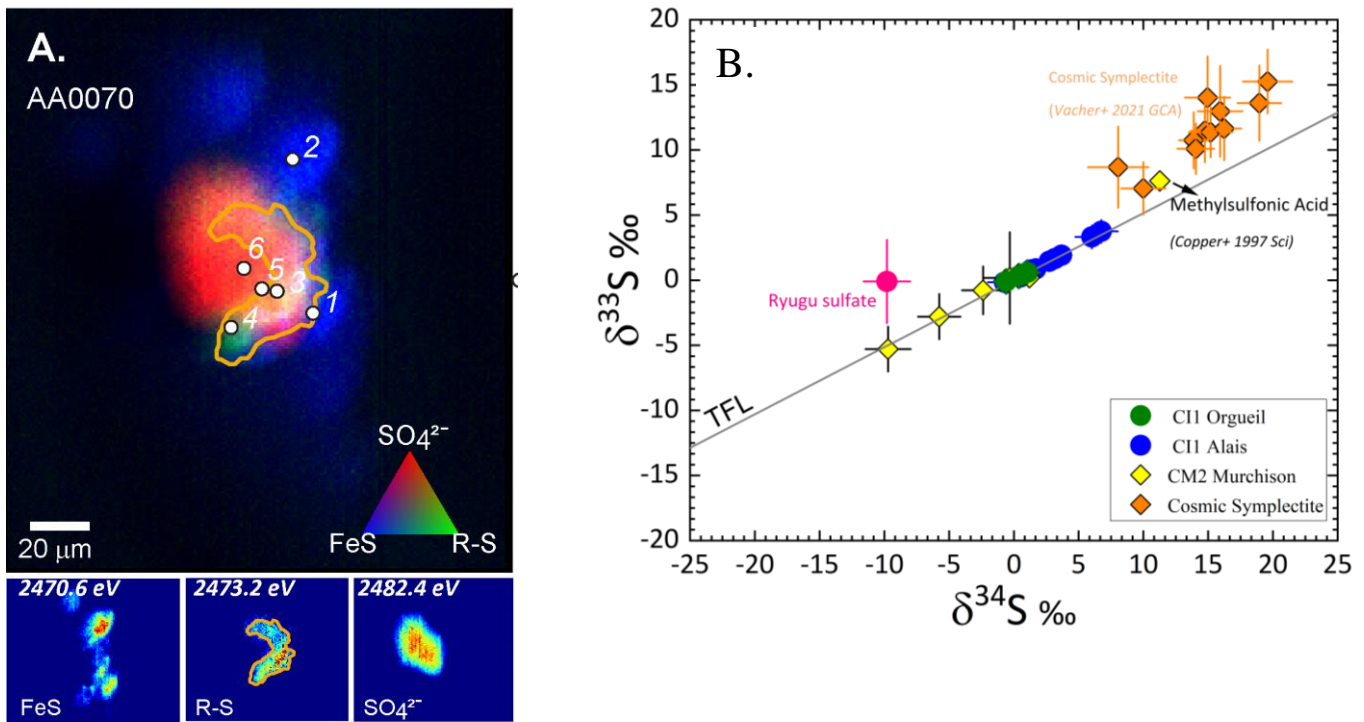 A.
AA0070
2
6
5
3
1
4
SO₄²⁻
FeS
R-S
20 μm
2470.6 eV
FeS
2473.2 eV
R-S
2482.4 eV
SO₄²⁻
B.
Cosmic Symplectite
(Vacher+ 2021 GCA)
Methylsulfonic Acid
(Copper+ 1997 Sci)
Ryugu sulfate
TFL
CI1 Orgueil
CI1 Alais
CM2 Murchison
Cosmic Symplectite
20
15
10
5
0
-5
-10
-15
-20
δ³³S ‰
-25 -20 -15 -10 -5 0 5 10 15 20 25
δ³⁴S ‰